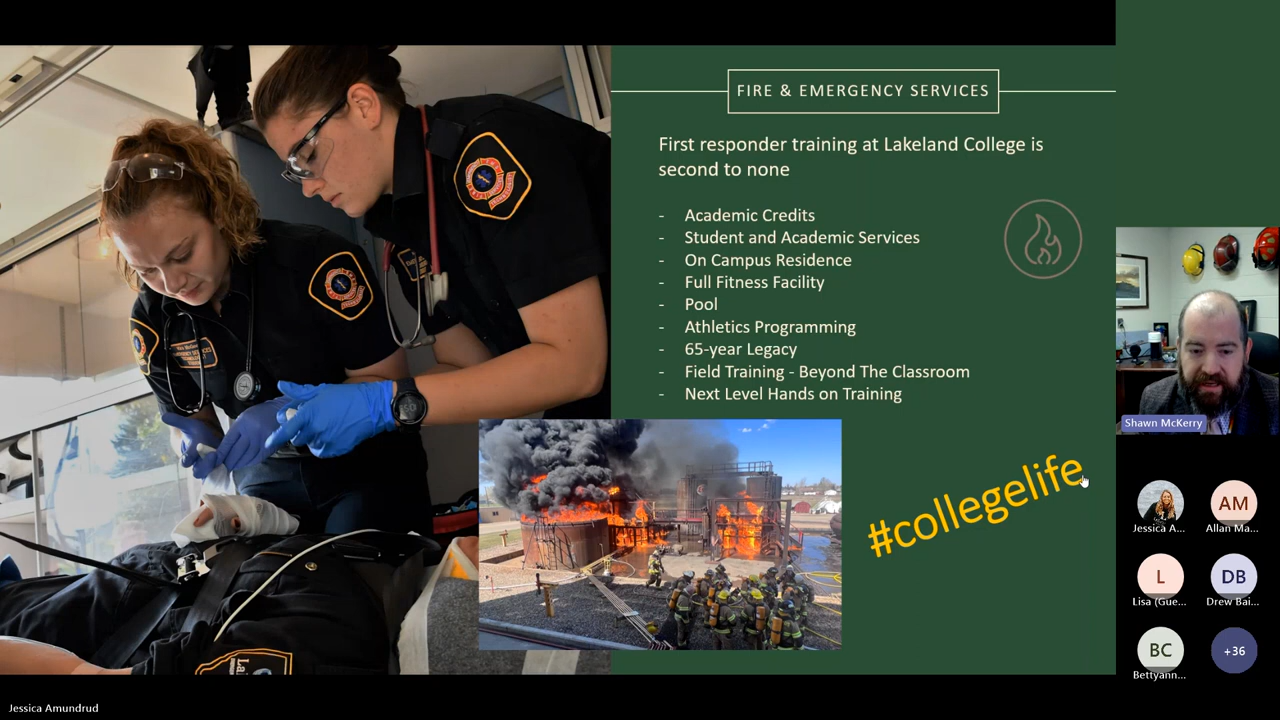 FIRE & EMERGENCY SERVICES
First responder training at Lakeland College is
second to none
- Academic Credits
- Student and Academic Services
- On Campus Residence
- Full Fitness Facility
- Pool
- Athletics Programming
- 65-year Legacy
- Field Training - Beyond The Classroom
- Next Level Hands on Training
#collegelife
Shawn McKerry
AM
Jessica A...
Allan Ma...
L
DB
Lisa (Gue...
Drew Bai...
BC
+36
Bettyann...
Jessica Amundrud